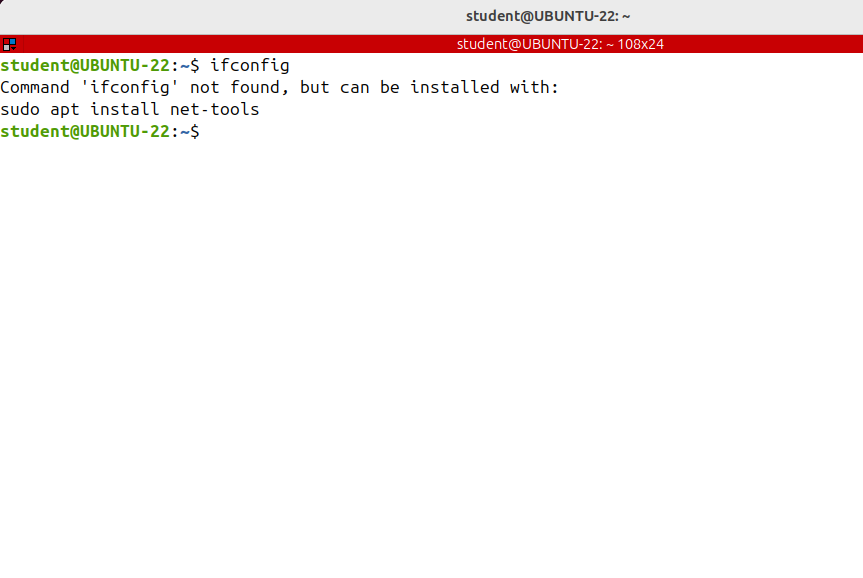 student@UBUNTU-22: ~
student@UBUNTU-22: ~ 108x24
student@UBUNTU-22:~$ ifconfig
Command 'ifconfig' not found, but can be installed with:
sudo apt install net-tools
student@UBUNTU-22:~$